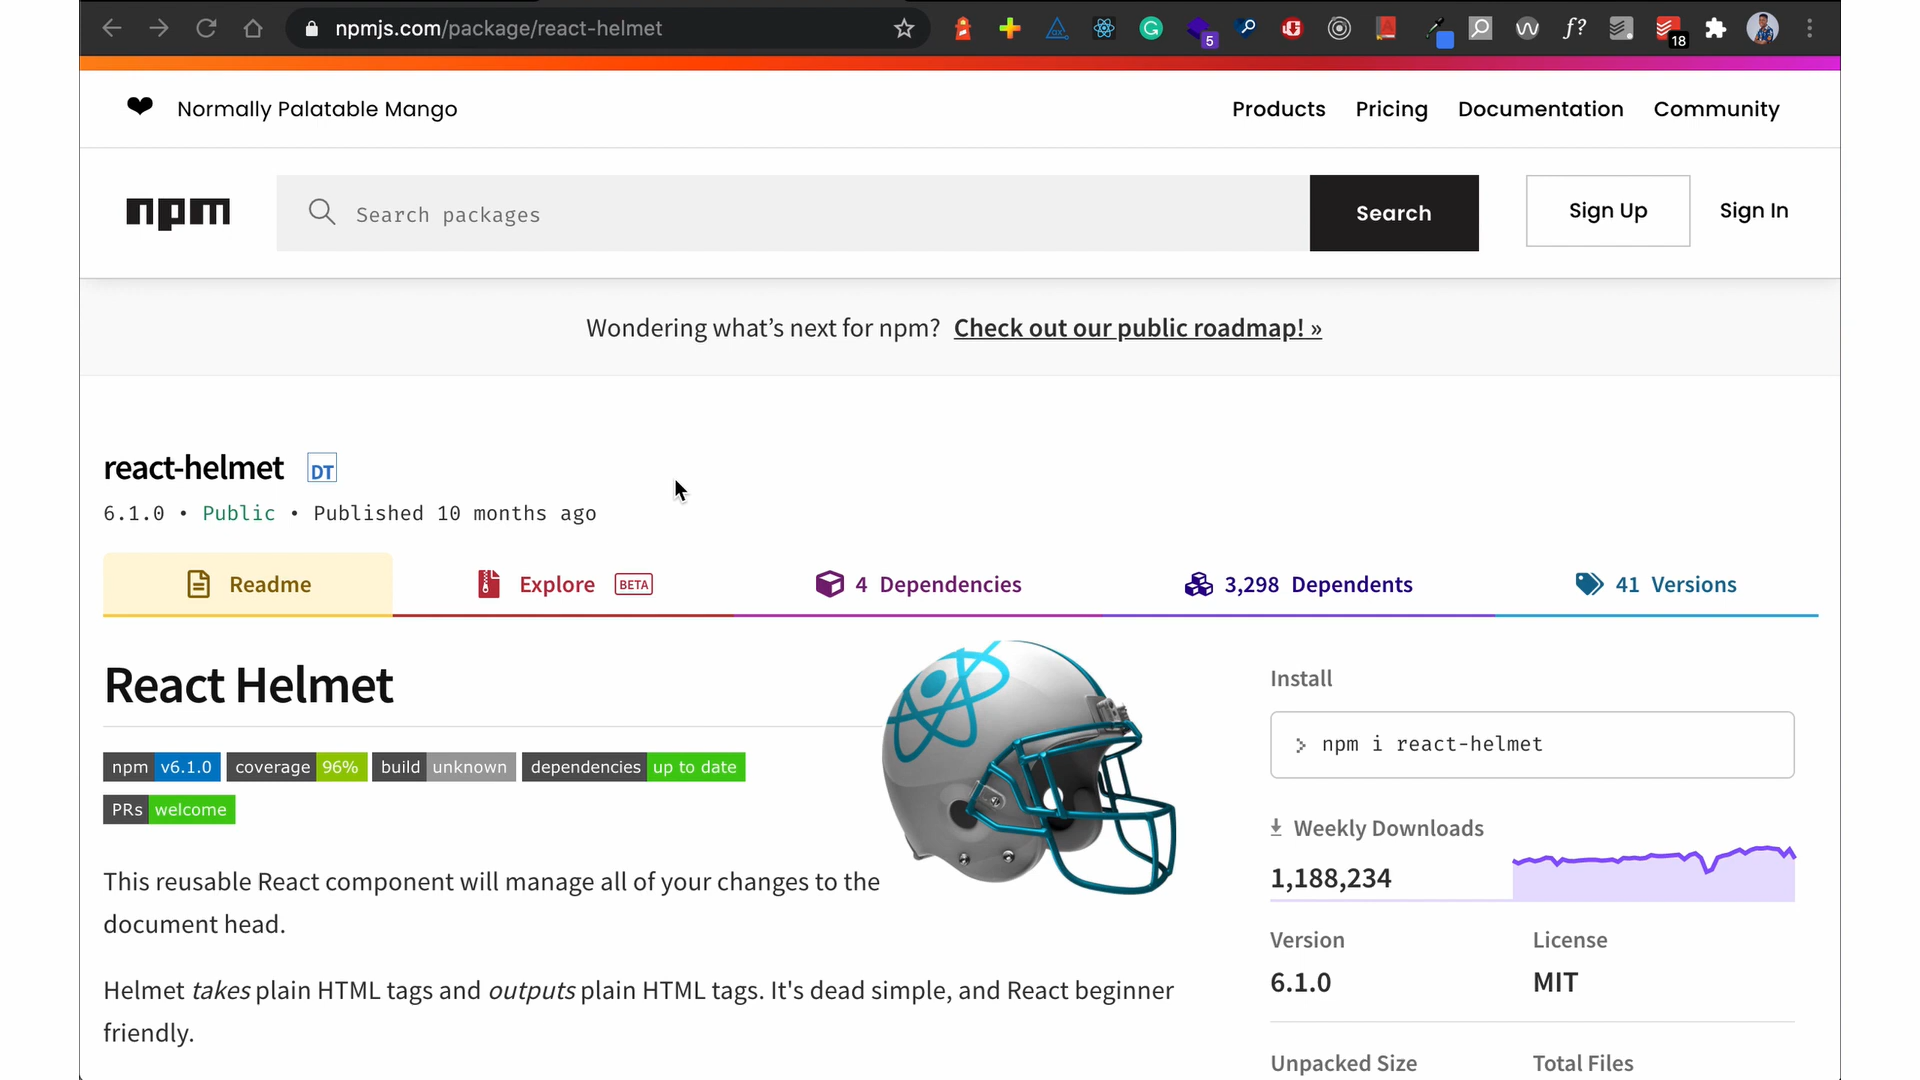 npmjs.com/package/react-helmet
5
f?
18
Normally Palatable Mango
Products Pricing Documentation Community
npm
Search packages
Search
Sign Up
Sign In
Wondering what’s next for npm? Check out our public roadmap! »
react-helmet DT
6.1.0 • Public • Published 10 months ago
Readme
Explore BETA
4 Dependencies
3,298 Dependents
41 Versions
React Helmet
npm v6.1.0 coverage 96% build unknown dependencies up to date
PRs welcome
This reusable React component will manage all of your changes to the
document head.
Helmet takes plain HTML tags and outputs plain HTML tags. It's dead simple, and React beginner
friendly.
Install
npm i react-helmet
Weekly Downloads
1,188,234
Version License
6.1.0 MIT
Unpacked Size Total Files